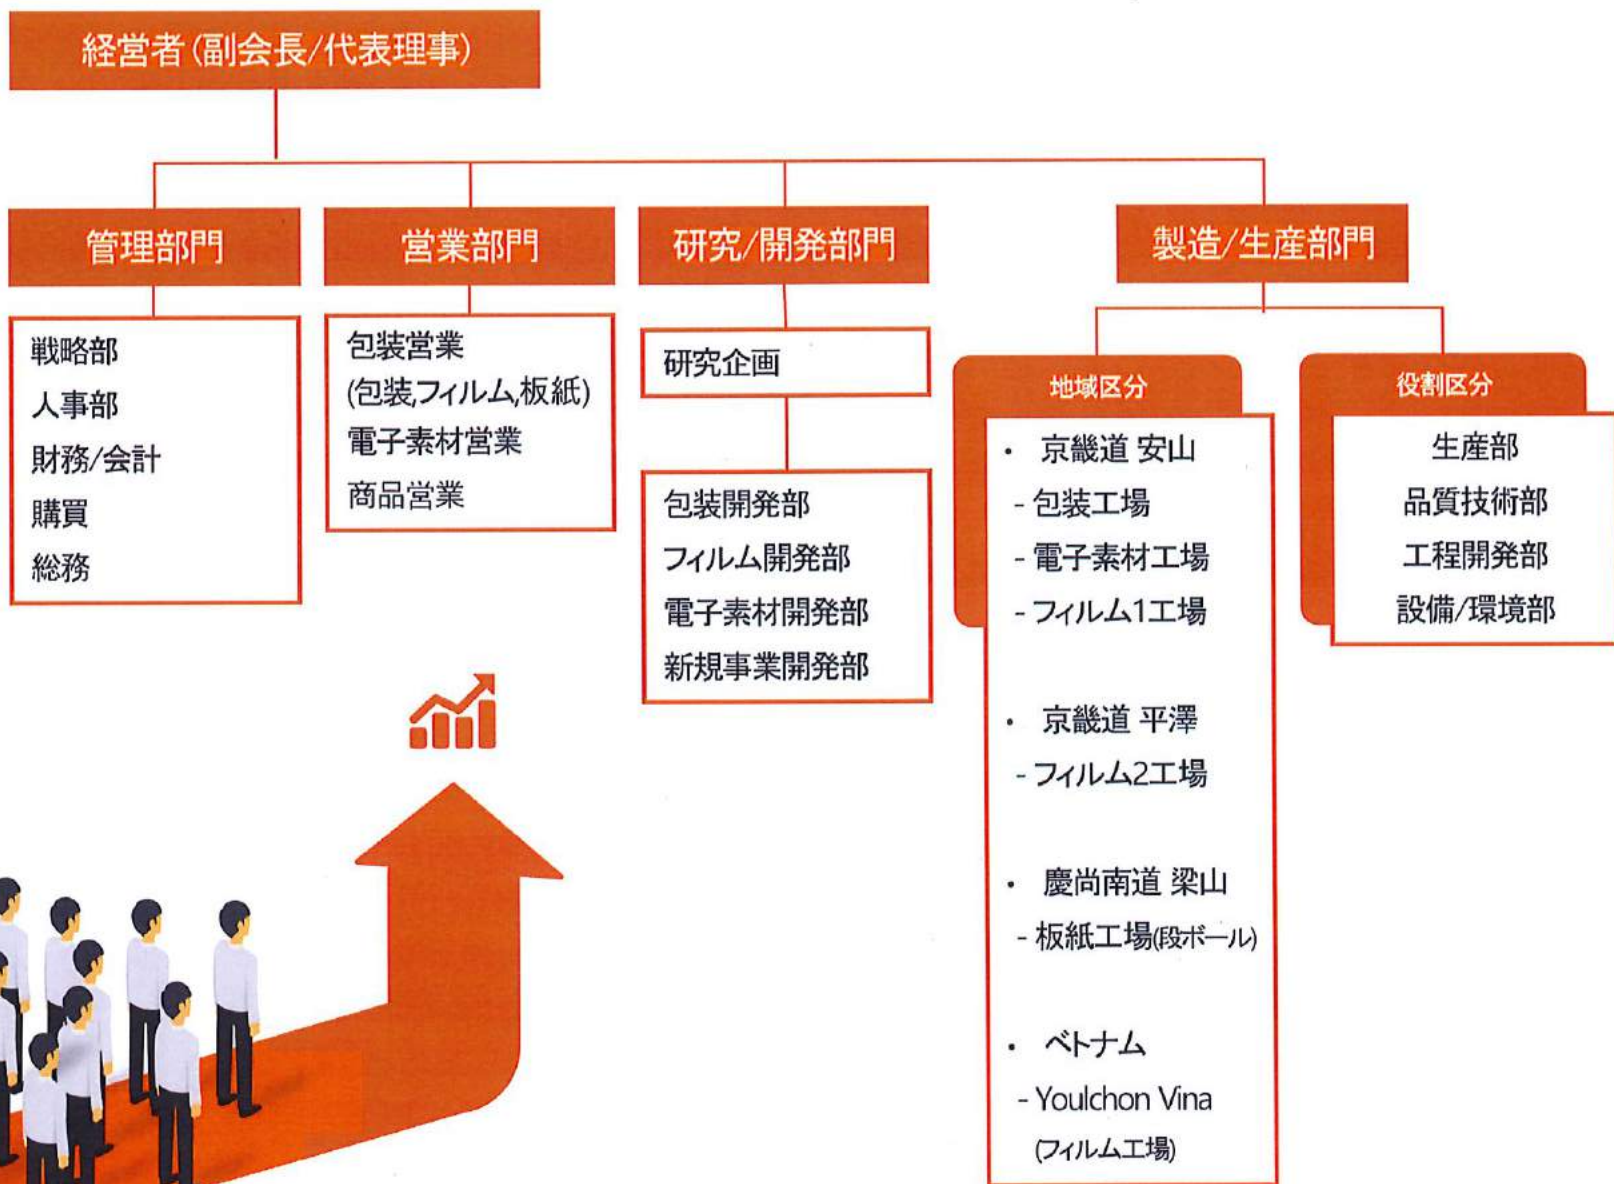 経営者(副会長/代表理事)
管理部門
戦略部
人事部
財務/会計
購買
総務
営業部門
包装営業
(包装,フィルム,板紙)
電子素材営業
商品営業
研究/開発部門
研究企画
包装開発部
フィルム開発部
電子素材開発部
新規事業開発部
製造/生産部門
地域区分
・ 京畿道 安山
- 包装工場
- 電子素材工場
- フィルム1工場
・ 京畿道 平澤
- フィルム2工場
・ 慶尚南道 梁山
- 板紙工場(段ボール)
・ ベトナム
- Youlchon Vina
(フィルム工場)
役割区分
生産部
品質技術部
工程開発部
設備/環境部